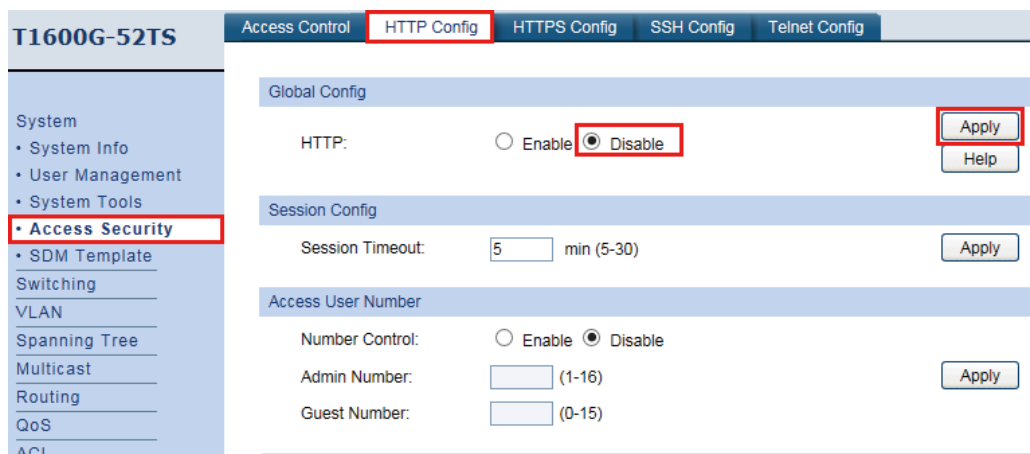 T1600G-52TS
Access Control HTTP Config HTTPS Config SSH Config Telnet Config
System
• System Info
• User Management
• System Tools
• Access Security
• SDM Template
Switching
VLAN
Spanning Tree
Multicast
Routing
QoS
ACL
Global Config
HTTP: Enable Disable Apply
Help
Session Config
Session Timeout: 5 min (5-30) Apply
Access User Number
Number Control: Enable Disable
Admin Number: (1-16) Apply
Guest Number: (0-15)